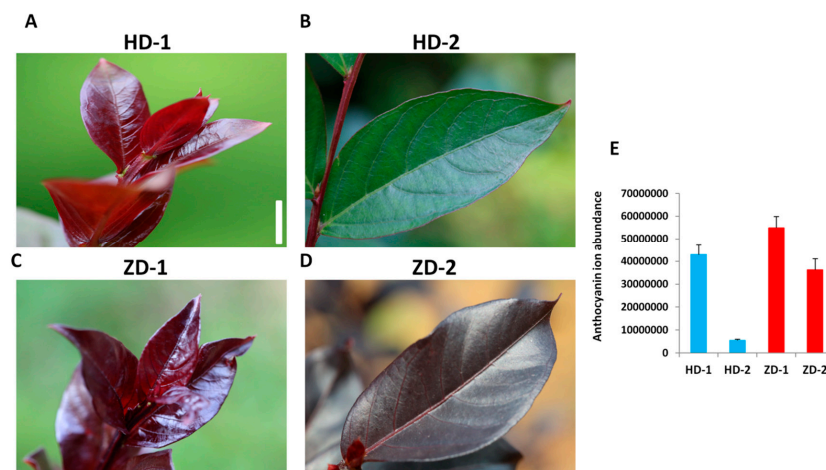 A
HD-1
B
HD-2
C
ZD-1
D
ZD-2
E
Anthocyanin ion abundance
70000000
60000000
50000000
40000000
30000000
20000000
10000000
0
HD-1 HD-2 ZD-1 ZD-2